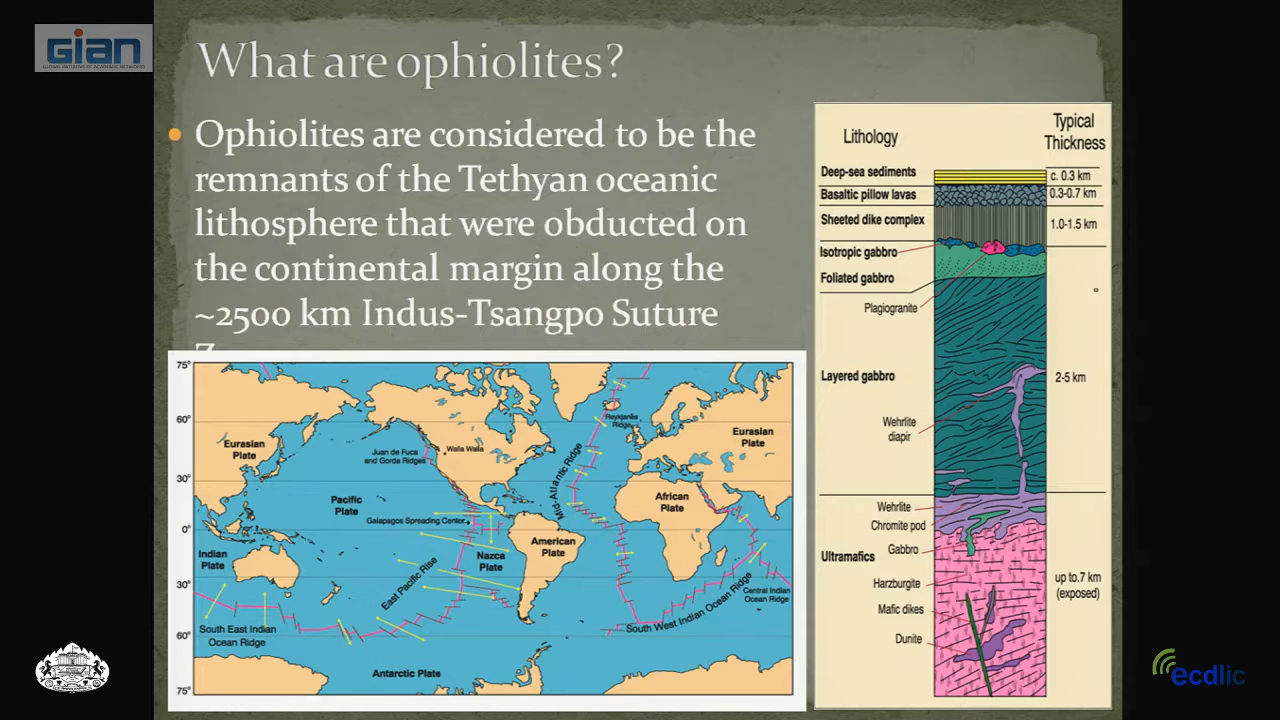 GIAN
GLOBAL INITIATIVE OF ACADEMIC NETWORKS
What are ophiolites?
Ophiolites are considered to be the
remnants of the Tethyan oceanic
lithosphere that were obducted on
the continental margin along the
~2500 km Indus-Tsangpo Suture
75°
60°
30°
0°
30°
60°
75°
Eurasian
Plate
Juan de Fuca
and Gorda Ridges
Walla Walla
Reykjanes
Ridge
Eurasian
Plate
Pacific
Plate
Mid-Atlantic Ridge
African
Plate
Galapagos Spreading Center
Indian
Plate
Nazca
Plate
American
Plate
East Pacific Rise
Central Indian
Ocean Ridge
South East Indian
Ocean Ridge
South West Indian Ocean Ridge
Antarctic Plate
Lithology
Typical
Thickness
Deep-sea sediments
c. 0.3 km
Basaltic pillow lavas
0.3-0.7 km
Sheeted dike complex
1.0-1.5 km
Isotropic gabbro
Foliated gabbro
Plagiogranite
Layered gabbro
2-5 km
Wehrlite
diapir
Wehrlite
Chromite pod
Gabbro
Ultramafics
Harzburgite
up to.7 km
(exposed)
Mafic dikes
Dunite
ecdlic